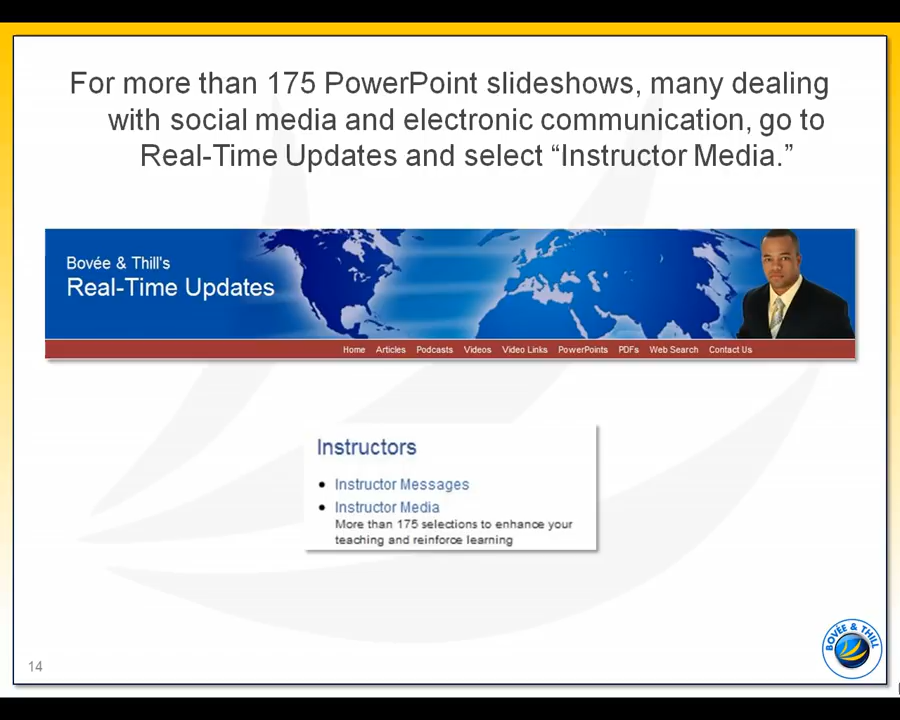 For more than 175 PowerPoint slideshows, many dealing
with social media and electronic communication, go to
Real-Time Updates and select “Instructor Media.”
Bovée & Thill's
Real-Time Updates
Home Articles Podcasts Videos Video Links PowerPoints PDFs Web Search Contact Us
Instructors
• Instructor Messages
• Instructor Media
More than 175 selections to enhance your
teaching and reinforce learning
14
BOVÉE & THILL